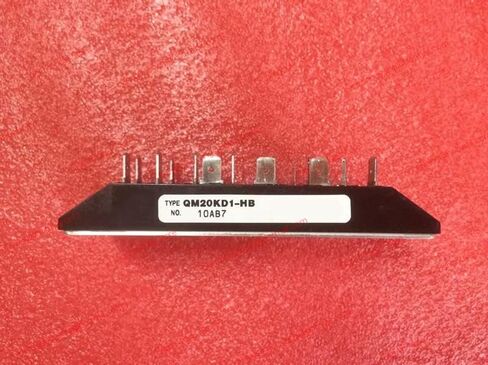 TYPE QM20KD1-HB
NO. 10AB7